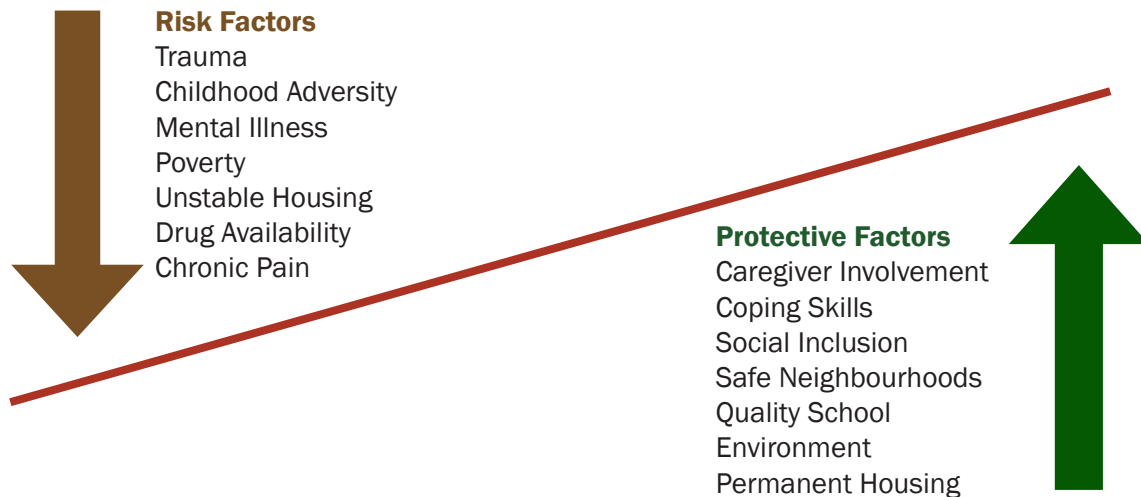 Risk Factors
Trauma
Childhood Adversity
Mental Illness
Poverty
Unstable Housing
Drug Availability
Chronic Pain
Protective Factors
Caregiver Involvement
Coping Skills
Social Inclusion
Safe Neighbourhoods
Quality School
Environment
Permanent Housing